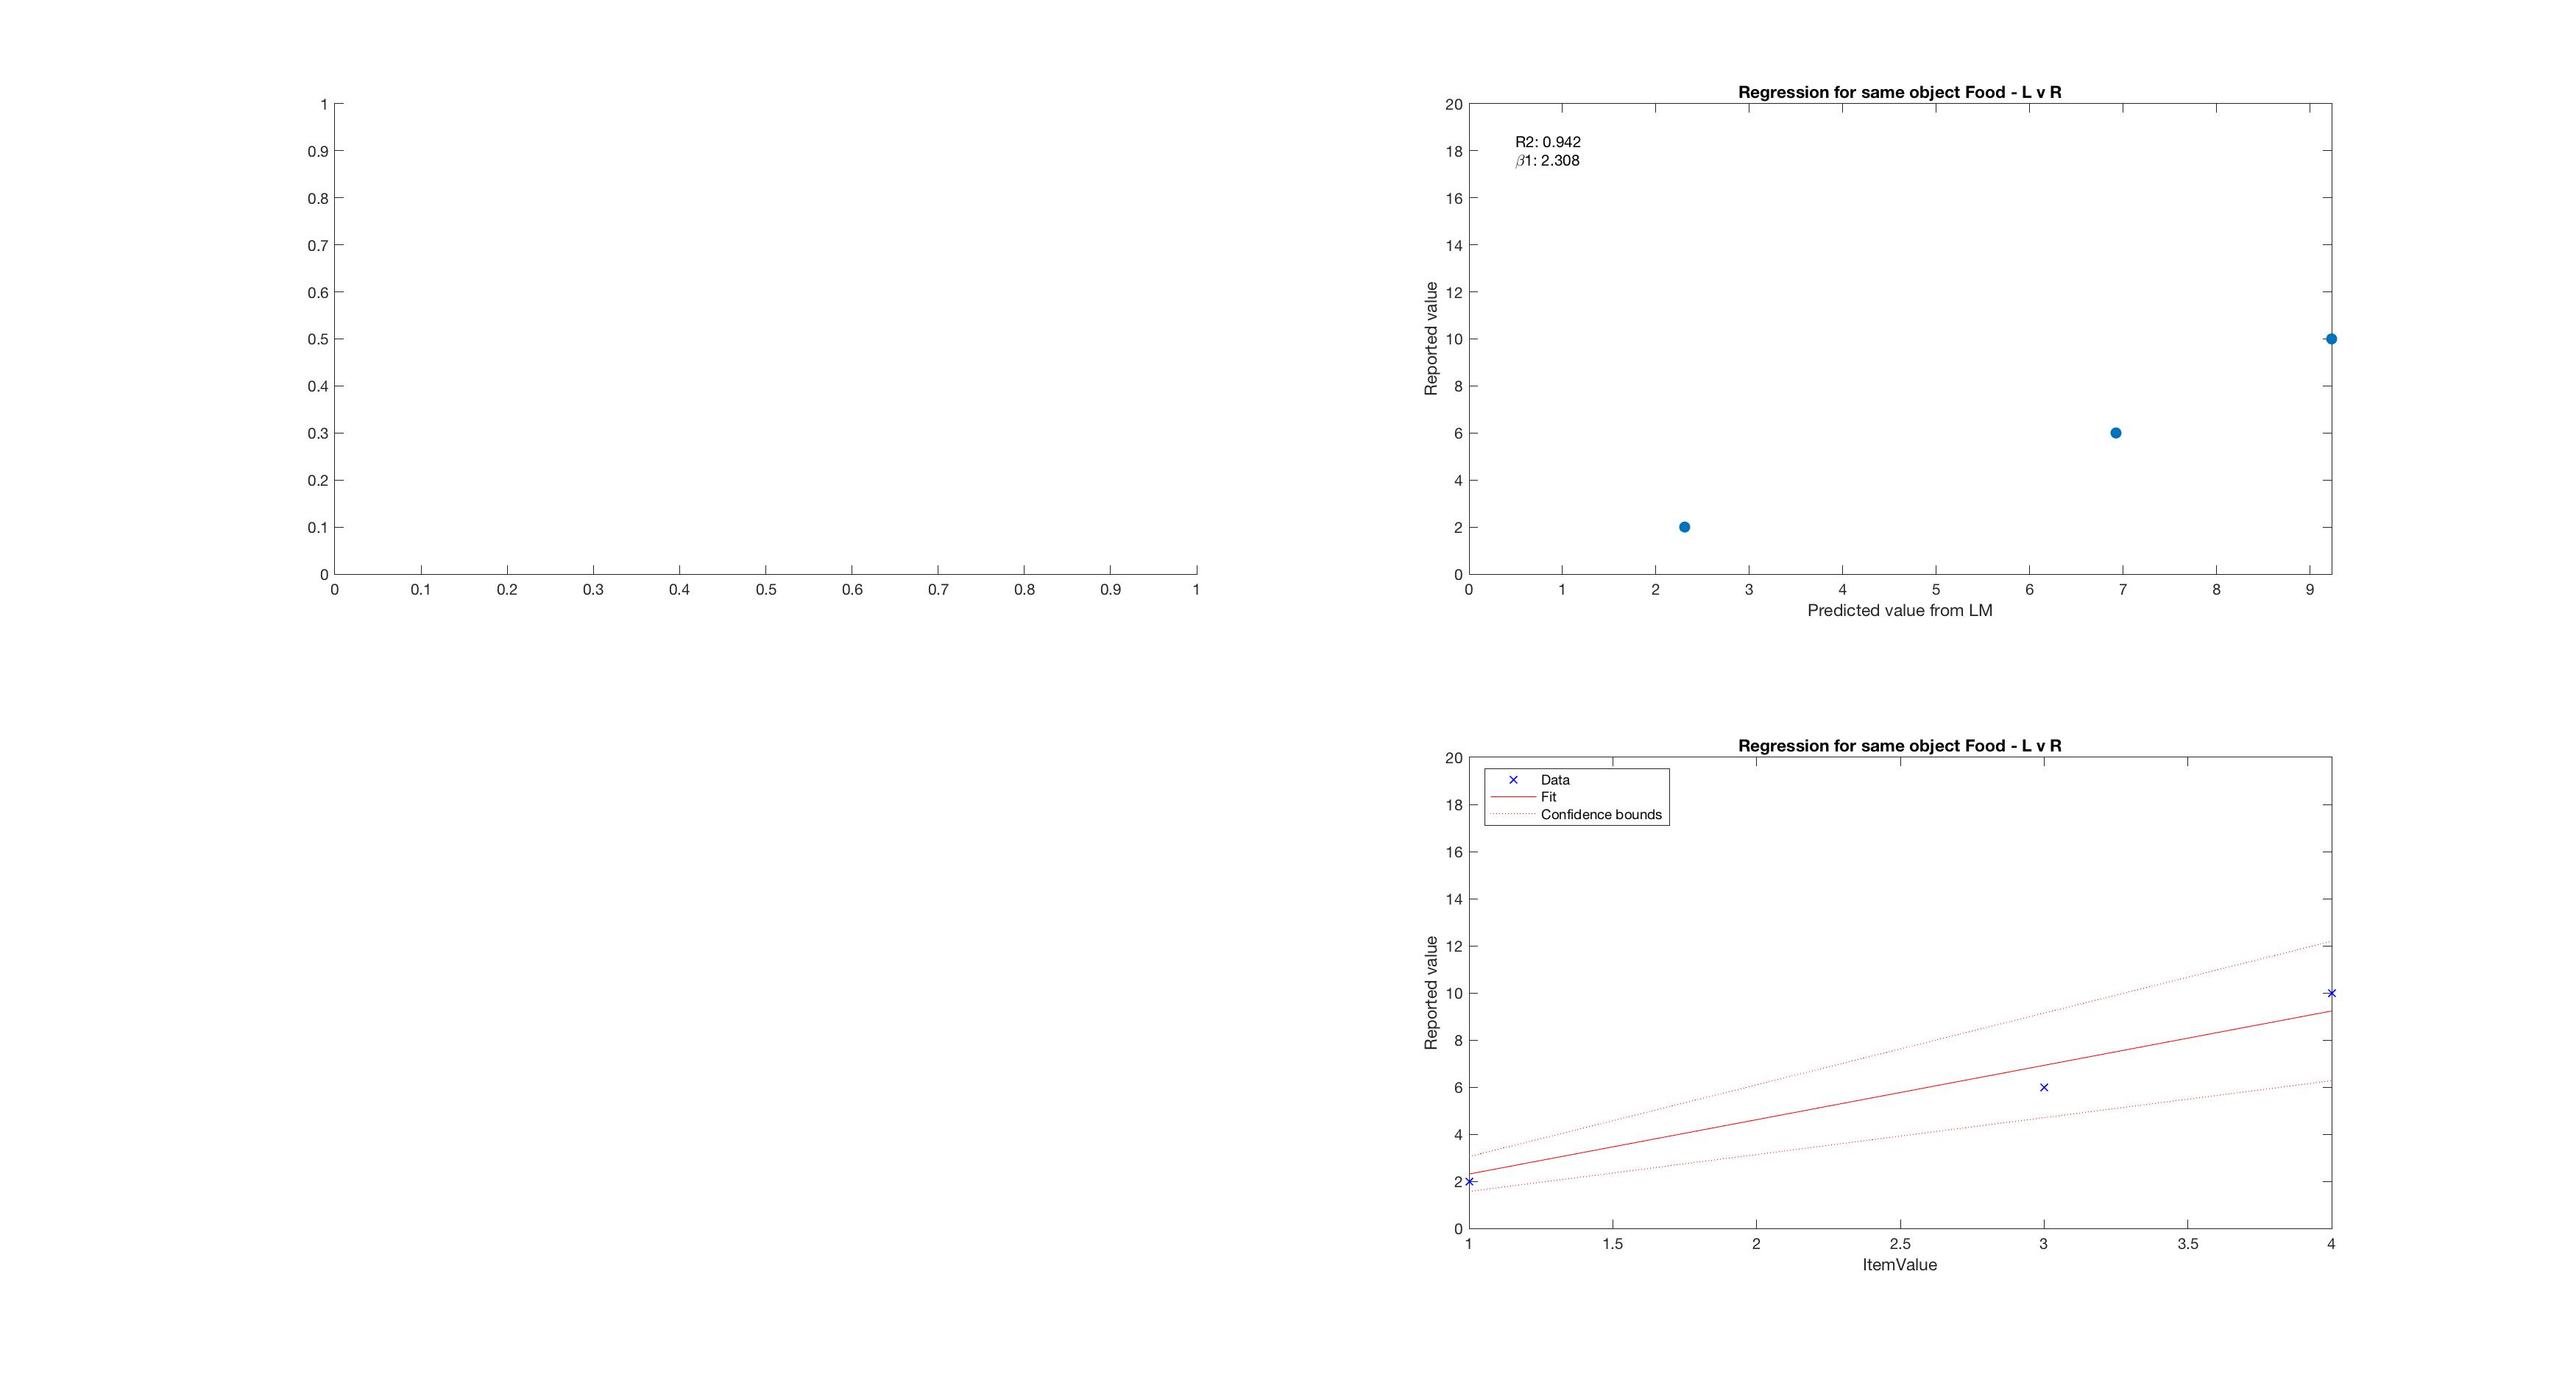 1
0.9
0.8
0.7
0.6
0.5
0.4
0.3
0.2
0.1
0
0 0.1 0.2 0.3 0.4 0.5 0.6 0.7 0.8 0.9 1
Regression for same object Food - L v R
R2: 0.942
β1: 2.308
20
18
16
14
12
10
8
6
4
2
0
Reported value
0 1 2 3 4 5 6 7 8 9
Predicted value from LM
Regression for same object Food - L v R
Data
Fit
Confidence bounds
20
18
16
14
12
10
8
6
4
2
0
Reported value
1 1.5 2 2.5 3 3.5 4
ItemValue